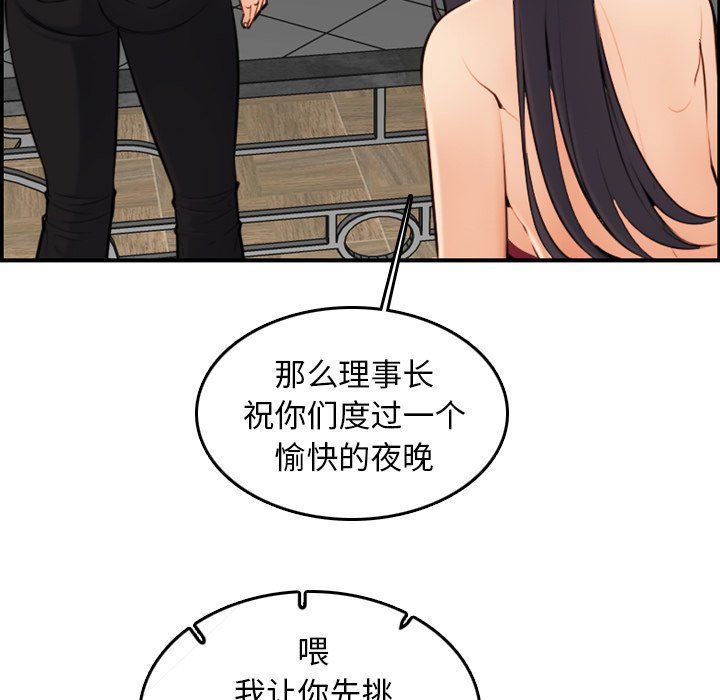 那么理事长
祝你们度过一个
愉快的夜晚
喂
我让你先挑